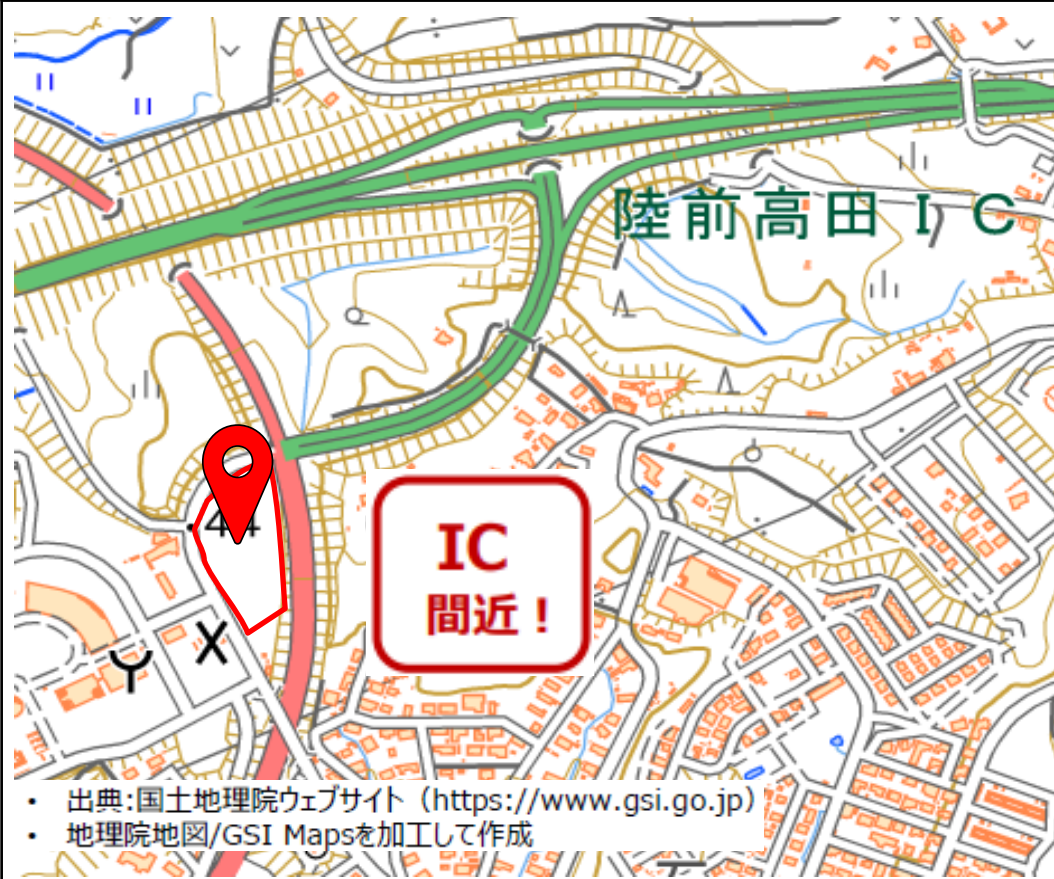 陸前高田ＩＣ
44
IC
間近！
• 出典:国土地理院ウェブサイト（https://www.gsi.go.jp）
• 地理院地図/GSI Mapsを加工して作成